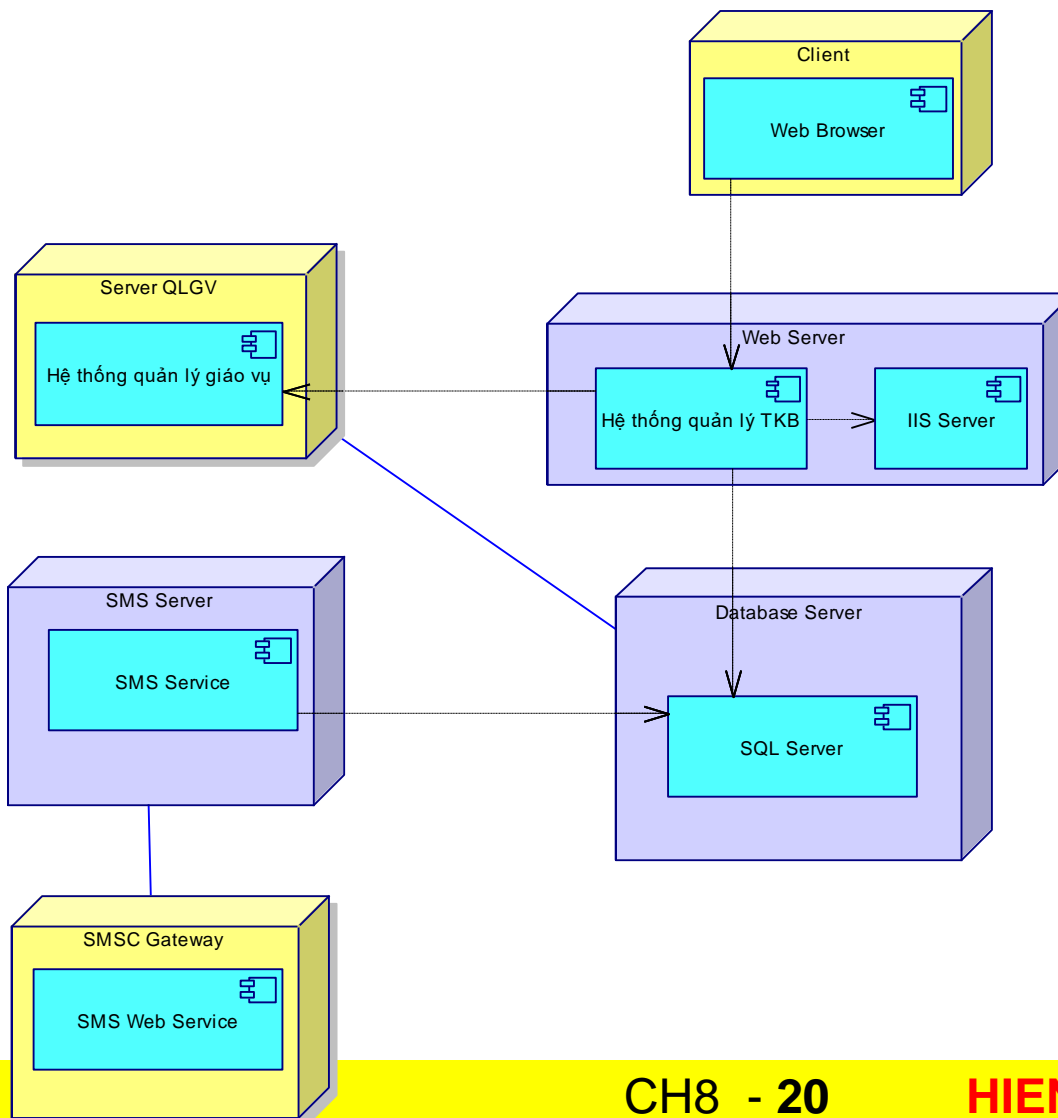 Client
Web Browser
Server QLGV
Hệ thống quản lý giáo vụ
Web Server
Hệ thống quản lý TKB
IIS Server
SMS Server
SMS Service
Database Server
SQL Server
SMSC Gateway
SMS Web Service
CH8 - 20
HIEN